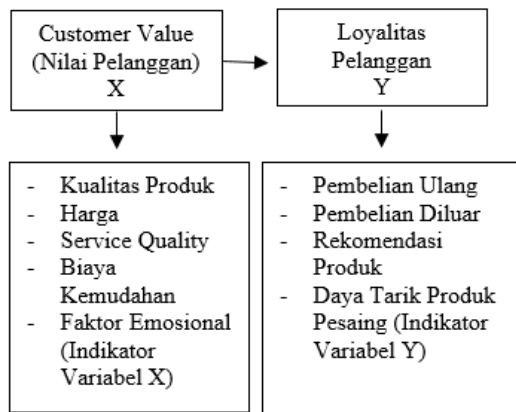 Customer Value
(Nilai Pelanggan)
X
Loyalitas
Pelanggan
Y
- Kualitas Produk
- Harga
- Service Quality
- Biaya
Kemudahan
- Faktor Emosional
(Indikator
Variabel X)
- Pembelian Ulang
- Pembelian Diluar
- Rekomendasi
Produk
- Daya Tarik Produk
Pesaing (Indikator
Variabel Y)